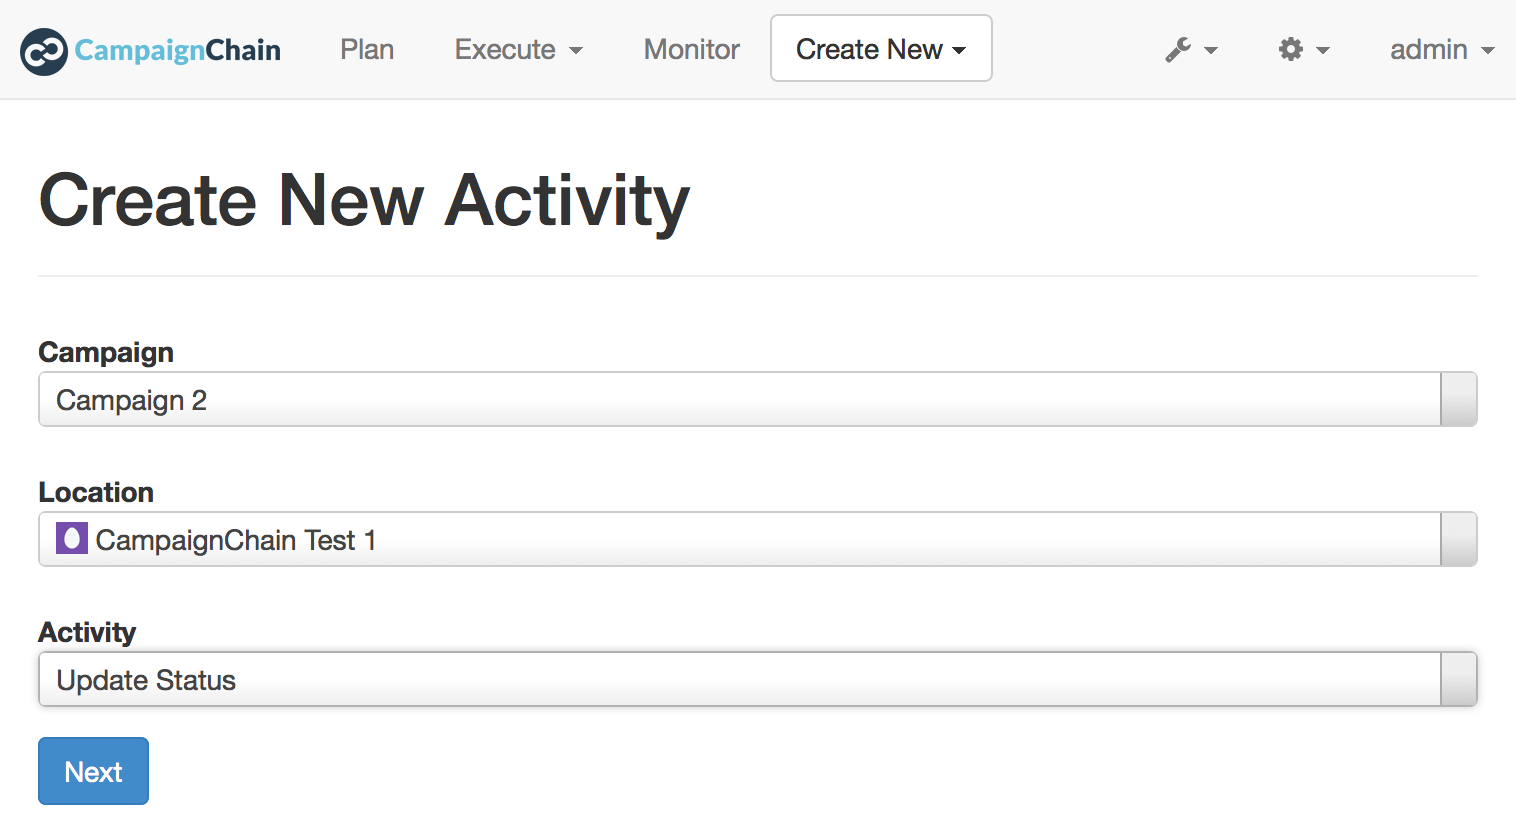 CampaignChain Plan Execute Monitor Create New admin
Create New Activity
Campaign
Campaign 2
Location
CampaignChain Test 1
Activity
Update Status
Next